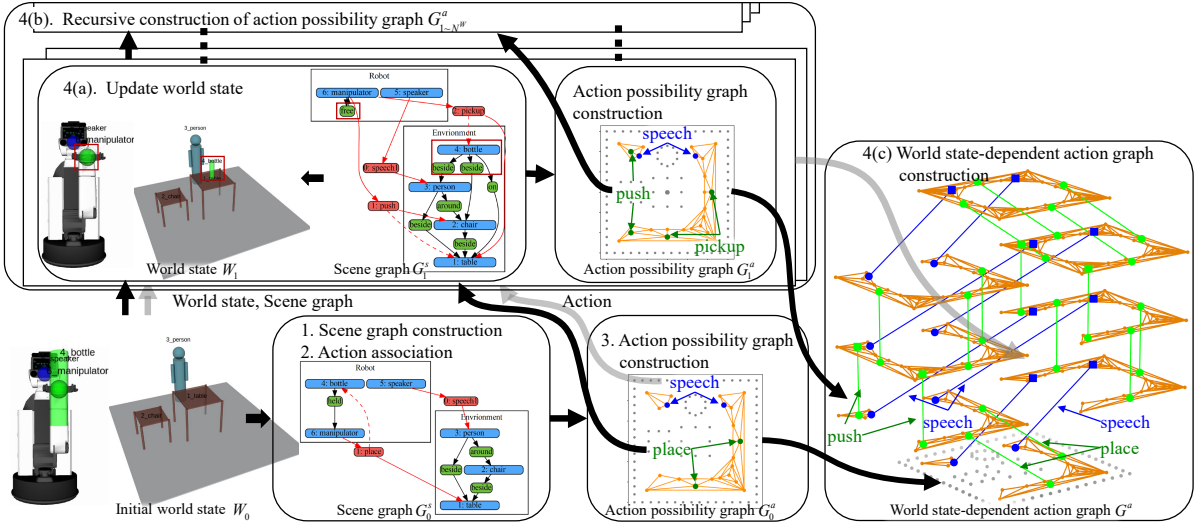 4(b). Recursive construction of action possibility graph G^a_{1~N^W}
4(a). Update world state
speaker
manipulator
3_person
4_bottle
2_chair
World state W_1
Robot
6: manipulator
5: speaker
free
2: pickup
Envrionment
4: bottle
0: speech
beside
beside
on
3: person
1: push
around
beside
2: chair
beside
1: table
Scene graph G^s_1
Action possibility graph
construction
speech
push
pickup
Action possibility graph G^a_1
4(c) World state-dependent action graph
construction
push
speech
speech
place
World state-dependent action graph G^a
World state, Scene graph
Action
4_bottle
speaker
manipulator
3_person
1_table
2_chair
Initial world state W_0
1. Scene graph construction
2. Action association
Robot
4: bottle
5: speaker
held
0: speech
6: manipulator
1: place
Envrionment
3: person
around
beside
2: chair
beside
1: table
Scene graph G^s_0
3. Action possibility graph
construction
speech
place
Action possibility graph G^a_0